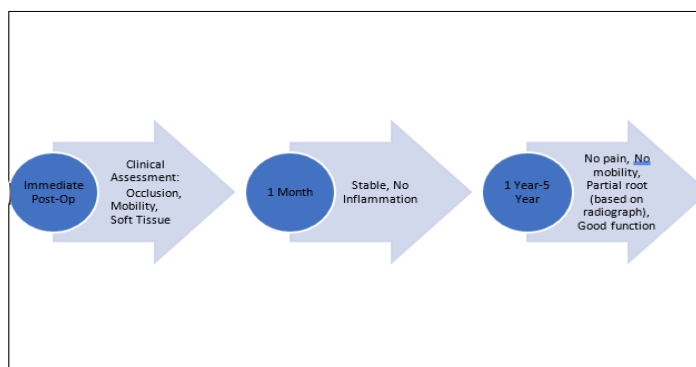 Immediate
Post-Op
Clinical
Assessment:
Occlusion,
Mobility,
Soft Tissue
1 Month
Stable, No
Inflammation
1 Year-5
Year
No pain, No
mobility,
Partial root
(based on
radiograph),
Good function